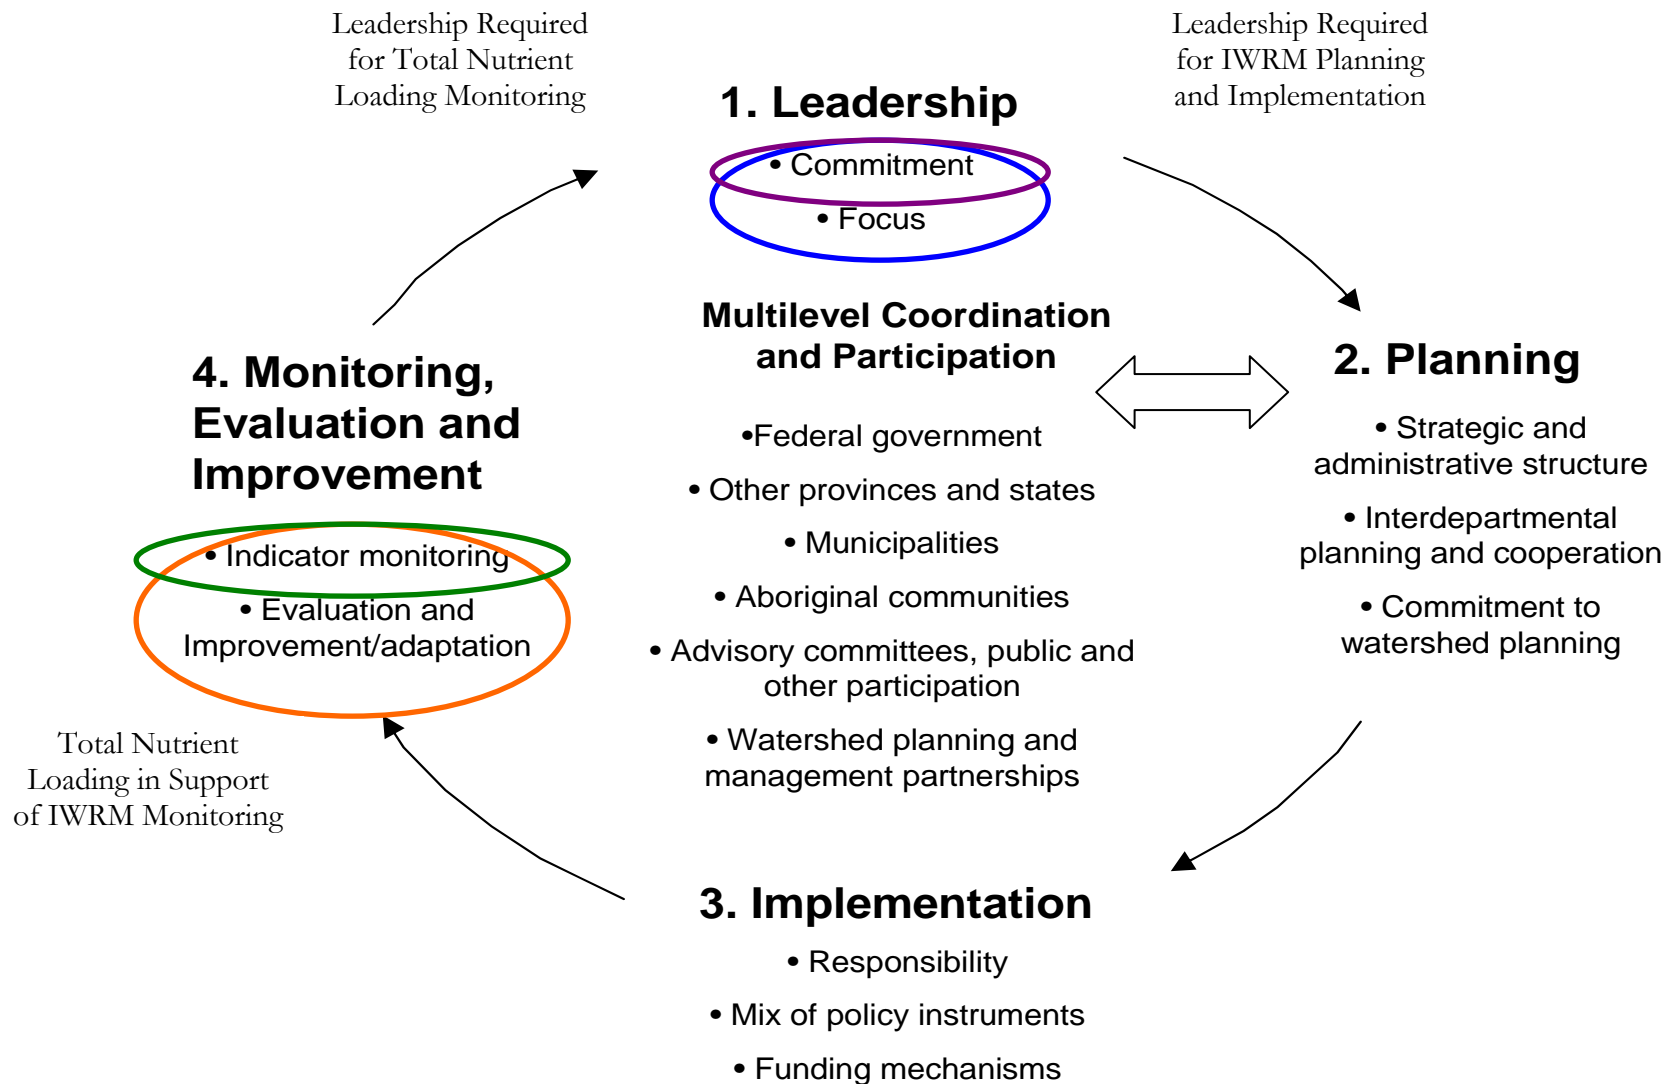 Leadership Required
for Total Nutrient
Loading Monitoring
Leadership Required
for IWRM Planning
and Implementation
1. Leadership
• Commitment
• Focus
Multilevel Coordination
and Participation
•Federal government
• Other provinces and states
• Municipalities
• Aboriginal communities
• Advisory committees, public and
other participation
• Watershed planning and
management partnerships
2. Planning
• Strategic and
administrative structure
• Interdepartmental
planning and cooperation
• Commitment to
watershed planning
3. Implementation
• Responsibility
• Mix of policy instruments
• Funding mechanisms
4. Monitoring,
Evaluation and
Improvement
• Indicator monitoring
• Evaluation and
Improvement/adaptation
Total Nutrient
Loading in Support
of IWRM Monitoring